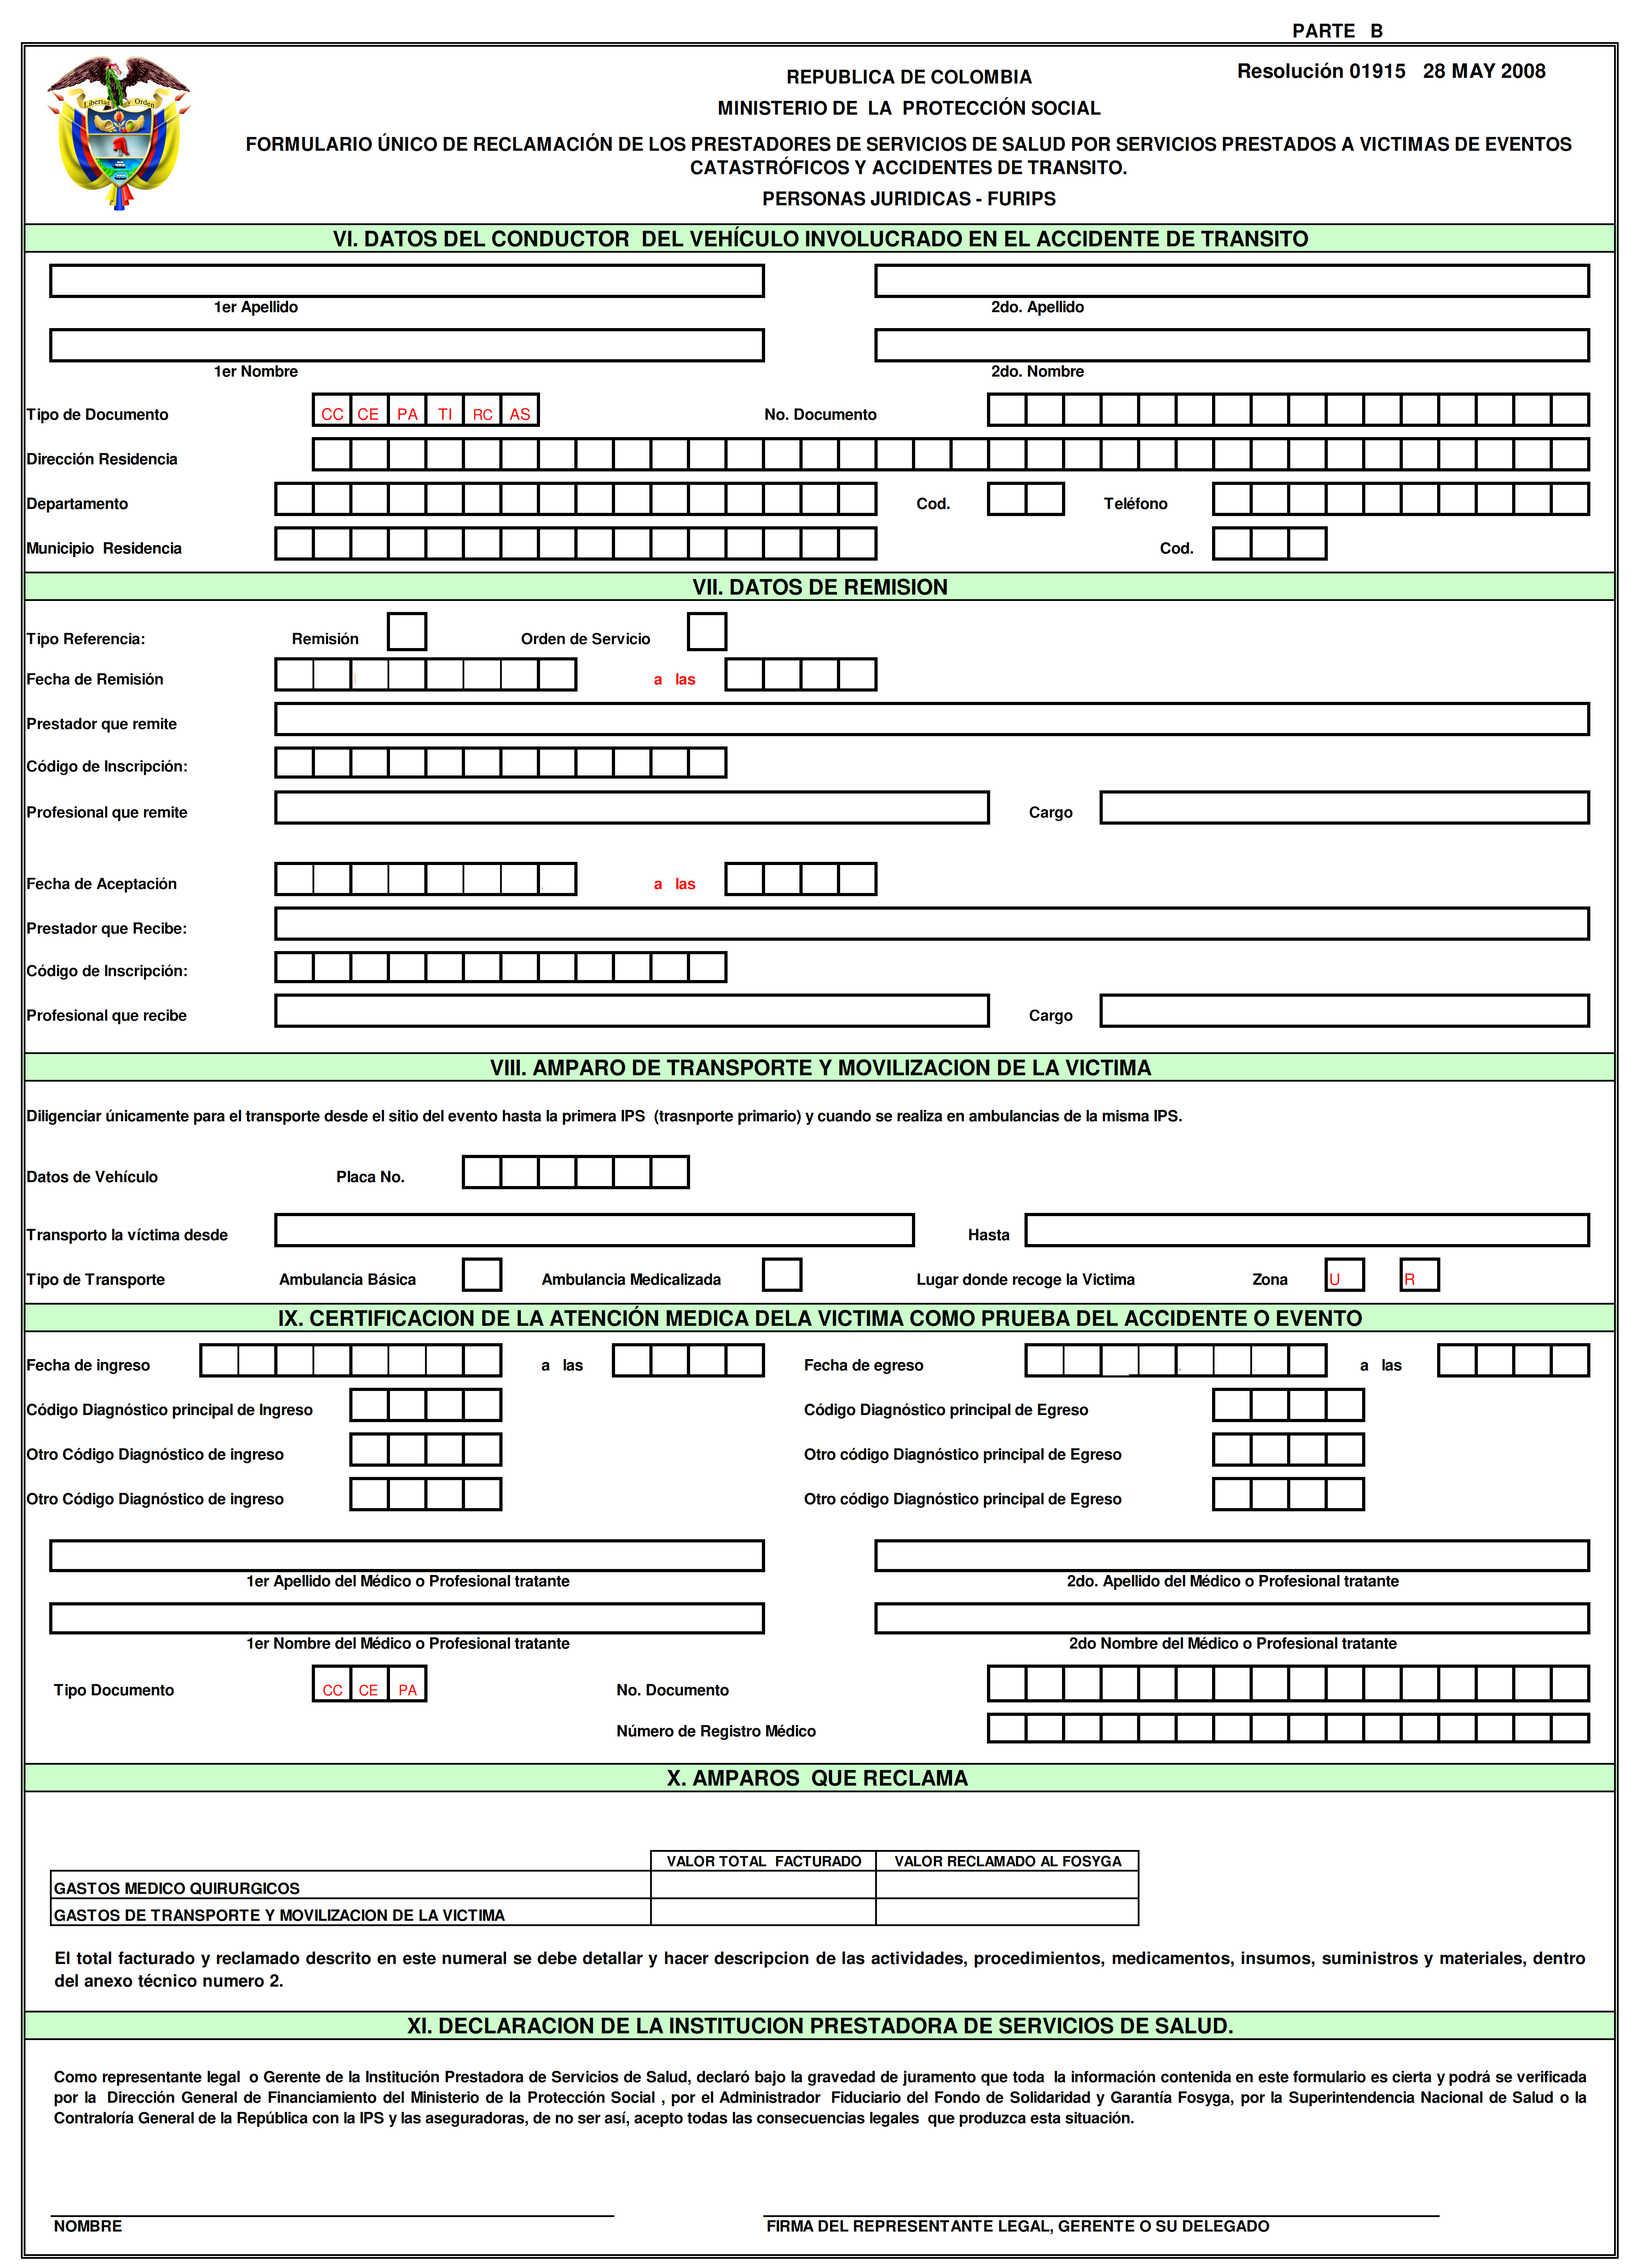 PARTE B
Resolución 01915 28 MAY 2008
Libertad y Orden
REPUBLICA DE COLOMBIA
MINISTERIO DE LA PROTECCIÓN SOCIAL
FORMULARIO ÚNICO DE RECLAMACIÓN DE LOS PRESTADORES DE SERVICIOS DE SALUD POR SERVICIOS PRESTADOS A VICTIMAS DE EVENTOS
CATASTRÓFICOS Y ACCIDENTES DE TRANSITO.
PERSONAS JURIDICAS - FURIPS
VI. DATOS DEL CONDUCTOR DEL VEHÍCULO INVOLUCRADO EN EL ACCIDENTE DE TRANSITO
1er Apellido 2do. Apellido
1er Nombre 2do. Nombre
Tipo de Documento CC CE PA TI RC AS No. Documento
Dirección Residencia
Departamento Cod. Teléfono
Municipio Residencia Cod.
VII. DATOS DE REMISION
Tipo Referencia: Remisión Orden de Servicio
Fecha de Remisión a las
Prestador que remite
Código de Inscripción:
Profesional que remite Cargo
Fecha de Aceptación a las
Prestador que Recibe:
Código de Inscripción:
Profesional que recibe Cargo
VIII. AMPARO DE TRANSPORTE Y MOVILIZACION DE LA VICTIMA
Diligenciar únicamente para el transporte desde el sitio del evento hasta la primera IPS (trasnporte primario) y cuando se realiza en ambulancias de la misma IPS.
Datos de Vehículo Placa No.
Transporto la víctima desde Hasta
Tipo de Transporte Ambulancia Básica Ambulancia Medicalizada Lugar donde recoge la Victima Zona U R
IX. CERTIFICACION DE LA ATENCIÓN MEDICA DELA VICTIMA COMO PRUEBA DEL ACCIDENTE O EVENTO
Fecha de ingreso a las Fecha de egreso a las
Código Diagnóstico principal de Ingreso Código Diagnóstico principal de Egreso
Otro Código Diagnóstico de ingreso Otro código Diagnóstico principal de Egreso
Otro Código Diagnóstico de ingreso Otro código Diagnóstico principal de Egreso
1er Apellido del Médico o Profesional tratante 2do. Apellido del Médico o Profesional tratante
1er Nombre del Médico o Profesional tratante 2do Nombre del Médico o Profesional tratante
Tipo Documento CC CE PA No. Documento
Número de Registro Médico
X. AMPAROS QUE RECLAMA
VALOR TOTAL FACTURADO VALOR RECLAMADO AL FOSYGA
GASTOS MEDICO QUIRURGICOS
GASTOS DE TRANSPORTE Y MOVILIZACION DE LA VICTIMA
El total facturado y reclamado descrito en este numeral se debe detallar y hacer descripcion de las actividades, procedimientos, medicamentos, insumos, suministros y materiales, dentro
del anexo técnico numero 2.
XI. DECLARACION DE LA INSTITUCION PRESTADORA DE SERVICIOS DE SALUD.
Como representante legal o Gerente de la Institución Prestadora de Servicios de Salud, declaró bajo la gravedad de juramento que toda la información contenida en este formulario es cierta y podrá se verificada
por la Dirección General de Financiamiento del Ministerio de la Protección Social , por el Administrador Fiduciario del Fondo de Solidaridad y Garantía Fosyga, por la Superintendencia Nacional de Salud o la
Contraloría General de la República con la IPS y las aseguradoras, de no ser así, acepto todas las consecuencias legales que produzca esta situación.
NOMBRE FIRMA DEL REPRESENTANTE LEGAL, GERENTE O SU DELEGADO